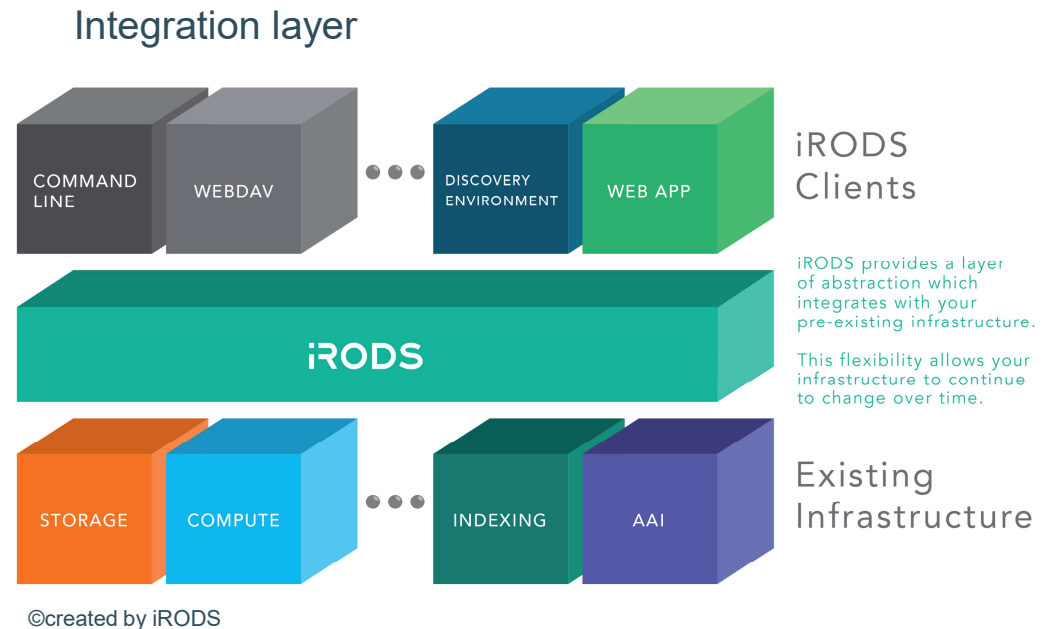 Integration layer
COMMAND
LINE
WEBDAV
DISCOVERY
ENVIRONMENT
WEB APP
iRODS
Clients
iRODS provides a layer
of abstraction which
integrates with your
pre-existing infrastructure.
This flexibility allows your
infrastructure to continue
to change over time.
iRODS
STORAGE
COMPUTE
INDEXING
AAI
Existing
Infrastructure
©created by iRODS